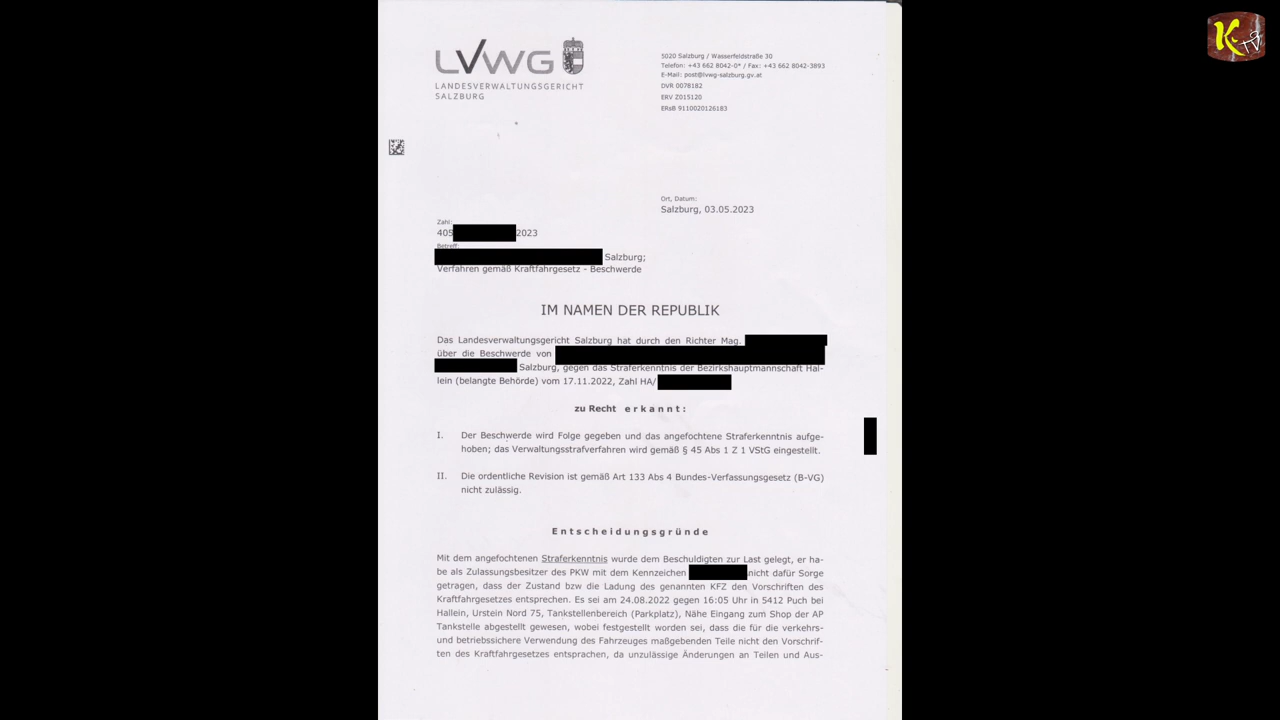 LVWG
LANDESVERWALTUNGSGERICHT
SALZBURG
5020 Salzburg / Wasserfeldstraße 30
Telefon: +43 662 8042-0* / Fax: +43 662 8042-3893
E-Mail: post@lvwg-salzburg.gv.at
DVR 0078182
ERV Z015120
ERsB 9110020126183
K-TV
Ort, Datum:
Salzburg, 03.05.2023
Zahl:
405 2023
Betreff:
Salzburg;
Verfahren gemäß Kraftfahrgesetz - Beschwerde
IM NAMEN DER REPUBLIK
Das Landesverwaltungsgericht Salzburg hat durch den Richter Mag.
über die Beschwerde von
Salzburg, gegen das Straferkenntnis der Bezirkshauptmannschaft Hal-
lein (belangte Behörde) vom 17.11.2022, Zahl HA/
zu Recht e r k a n n t :
I. Der Beschwerde wird Folge gegeben und das angefochtene Straferkenntnis aufge-
hoben; das Verwaltungsstrafverfahren wird gemäß § 45 Abs 1 Z 1 VStG eingestellt.
II. Die ordentliche Revision ist gemäß Art 133 Abs 4 Bundes-Verfassungsgesetz (B-VG)
nicht zulässig.
E n t s c h e i d u n g s g r ü n d e
Mit dem angefochtenen Straferkenntnis wurde dem Beschuldigten zur Last gelegt, er ha-
be als Zulassungsbesitzer des PKW mit dem Kennzeichen nicht dafür Sorge
getragen, dass der Zustand bzw die Ladung des genannten KFZ den Vorschriften des
Kraftfahrgesetzes entsprechen. Es sei am 24.08.2022 gegen 16:05 Uhr in 5412 Puch bei
Hallein, Urstein Nord 75, Tankstellenbereich (Parkplatz), Nähe Eingang zum Shop der AP
Tankstelle abgestellt gewesen, wobei festgestellt worden sei, dass die für die verkehrs-
und betriebssichere Verwendung des Fahrzeuges maßgebenden Teile nicht den Vorschrif-
ten des Kraftfahrgesetzes entsprachen, da unzulässige Änderungen an Teilen und Aus-